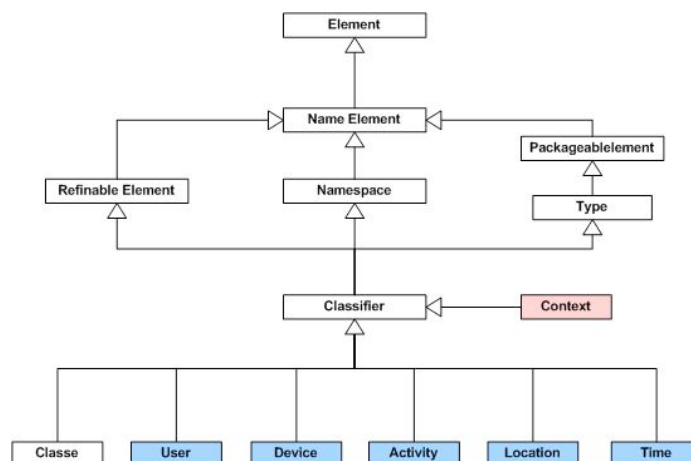 Element
Name Element
Packageablelement
Refinable Element
Namespace
Type
Classifier
Context
Classe
User
Device
Activity
Location
Time